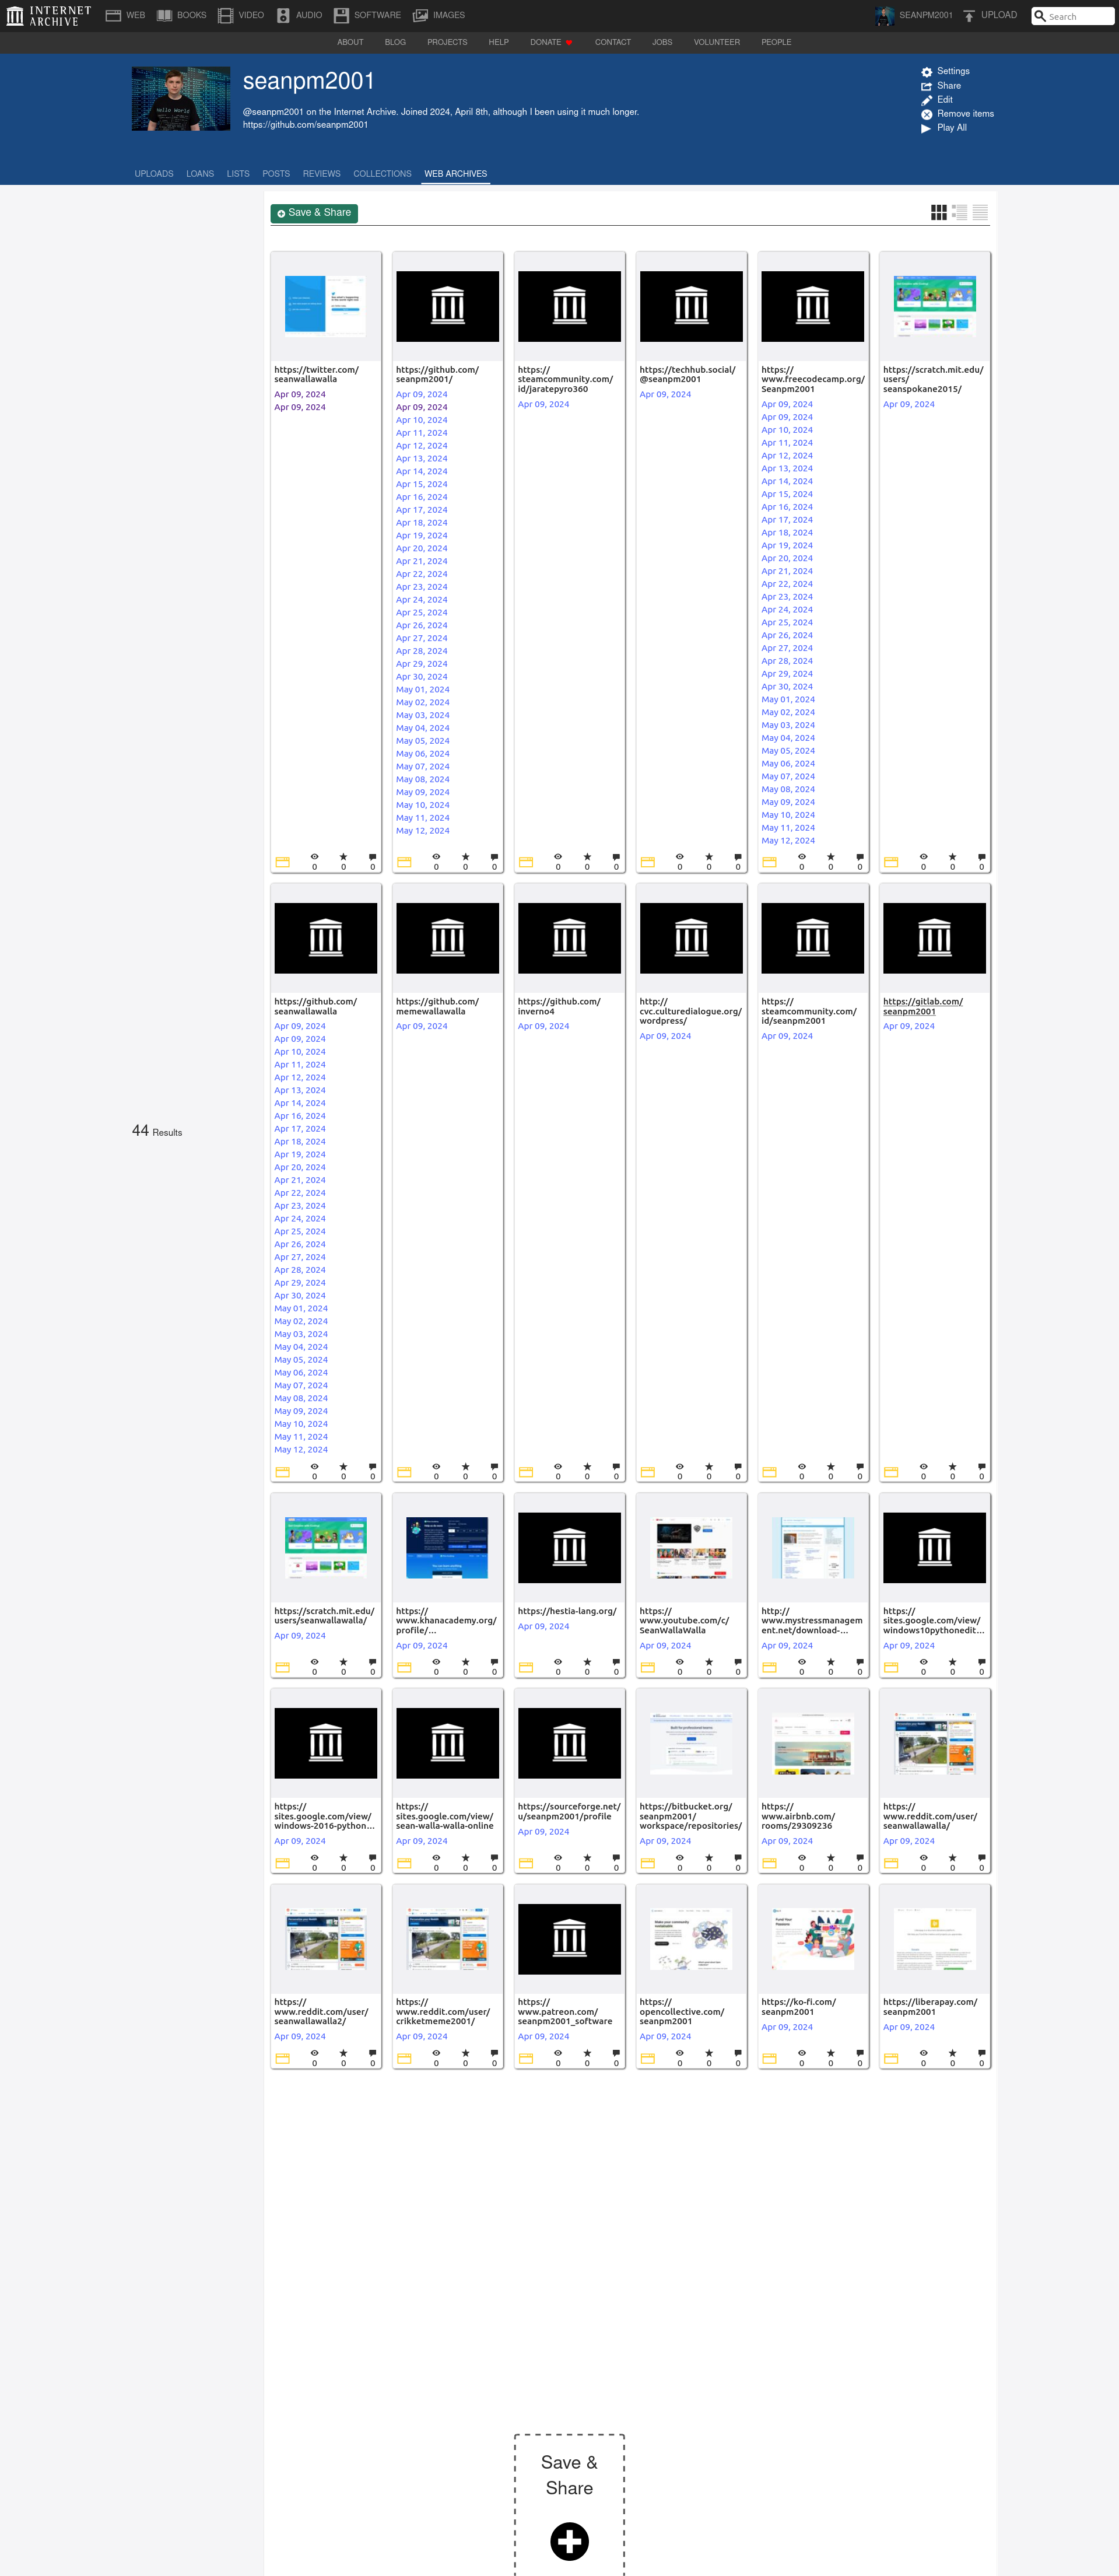 INTERNET ARCHIVE
WEB
BOOKS
VIDEO
AUDIO
SOFTWARE
IMAGES
SEANPM2001
UPLOAD
Search
ABOUT
BLOG
PROJECTS
HELP
DONATE
CONTACT
JOBS
VOLUNTEER
PEOPLE
seanpm2001
@seanpm2001 on the Internet Archive. Joined 2024, April 8th, although I been using it much longer.
https://github.com/seanpm2001
Settings
Share
Edit
Remove items
Play All
UPLOADS
LOANS
LISTS
POSTS
REVIEWS
COLLECTIONS
WEB ARCHIVES
Save & Share
44 Results
https://twitter.com/
seanwallawalla
Apr 09, 2024
Apr 09, 2024
0 0 0
https://github.com/
seanpm2001/
Apr 09, 2024
Apr 09, 2024
Apr 10, 2024
Apr 11, 2024
Apr 12, 2024
Apr 13, 2024
Apr 14, 2024
Apr 15, 2024
Apr 16, 2024
Apr 17, 2024
Apr 18, 2024
Apr 19, 2024
Apr 20, 2024
Apr 21, 2024
Apr 22, 2024
Apr 23, 2024
Apr 24, 2024
Apr 25, 2024
Apr 26, 2024
Apr 27, 2024
Apr 28, 2024
Apr 29, 2024
Apr 30, 2024
May 01, 2024
May 02, 2024
May 03, 2024
May 04, 2024
May 05, 2024
May 06, 2024
May 07, 2024
May 08, 2024
May 09, 2024
May 10, 2024
May 11, 2024
May 12, 2024
0 0 0
https://
steamcommunity.com/
id/jaratepyro360
Apr 09, 2024
0 0 0
https://techhub.social/
@seanpm2001
Apr 09, 2024
0 0 0
https://
www.freecodecamp.org/
Seanpm2001
Apr 09, 2024
Apr 09, 2024
Apr 10, 2024
Apr 11, 2024
Apr 12, 2024
Apr 13, 2024
Apr 14, 2024
Apr 15, 2024
Apr 16, 2024
Apr 17, 2024
Apr 18, 2024
Apr 19, 2024
Apr 20, 2024
Apr 21, 2024
Apr 22, 2024
Apr 23, 2024
Apr 24, 2024
Apr 25, 2024
Apr 26, 2024
Apr 27, 2024
Apr 28, 2024
Apr 29, 2024
Apr 30, 2024
May 01, 2024
May 02, 2024
May 03, 2024
May 04, 2024
May 05, 2024
May 06, 2024
May 07, 2024
May 08, 2024
May 09, 2024
May 10, 2024
May 11, 2024
May 12, 2024
0 0 0
https://scratch.mit.edu/
users/
seanspokane2015/
Apr 09, 2024
0 0 0
https://github.com/
seanwallawalla
Apr 09, 2024
Apr 09, 2024
Apr 10, 2024
Apr 11, 2024
Apr 12, 2024
Apr 13, 2024
Apr 14, 2024
Apr 16, 2024
Apr 17, 2024
Apr 18, 2024
Apr 19, 2024
Apr 20, 2024
Apr 21, 2024
Apr 22, 2024
Apr 23, 2024
Apr 24, 2024
Apr 25, 2024
Apr 26, 2024
Apr 27, 2024
Apr 28, 2024
Apr 29, 2024
Apr 30, 2024
May 01, 2024
May 02, 2024
May 03, 2024
May 04, 2024
May 05, 2024
May 06, 2024
May 07, 2024
May 08, 2024
May 09, 2024
May 10, 2024
May 11, 2024
May 12, 2024
0 0 0
https://github.com/
memewallawalla
Apr 09, 2024
0 0 0
https://github.com/
inverno4
Apr 09, 2024
0 0 0
http://
cvc.culturedialogue.org/
wordpress/
Apr 09, 2024
0 0 0
https://
steamcommunity.com/
id/seanpm2001
Apr 09, 2024
0 0 0
https://gitlab.com/
seanpm2001
Apr 09, 2024
0 0 0
https://scratch.mit.edu/
users/seanwallawalla/
Apr 09, 2024
0 0 0
https://
www.khanacademy.org/
profile/…
Apr 09, 2024
0 0 0
https://hestia-lang.org/
Apr 09, 2024
0 0 0
https://
www.youtube.com/c/
SeanWallaWalla
Apr 09, 2024
0 0 0
http://
www.mystressmanagem
ent.net/download-…
Apr 09, 2024
0 0 0
https://
sites.google.com/view/
windows10pythonedit…
Apr 09, 2024
0 0 0
https://
sites.google.com/view/
windows-2016-python…
Apr 09, 2024
0 0 0
https://
sites.google.com/view/
sean-walla-walla-online
Apr 09, 2024
0 0 0
https://sourceforge.net/
u/seanpm2001/profile
Apr 09, 2024
0 0 0
https://bitbucket.org/
seanpm2001/
workspace/repositories/
Apr 09, 2024
0 0 0
https://
www.airbnb.com/
rooms/29309236
Apr 09, 2024
0 0 0
https://
www.reddit.com/user/
seanwallawalla/
Apr 09, 2024
0 0 0
https://
www.reddit.com/user/
seanwallawalla2/
Apr 09, 2024
0 0 0
https://
www.reddit.com/user/
crikketmeme2001/
Apr 09, 2024
0 0 0
https://
www.patreon.com/
seanpm2001_software
Apr 09, 2024
0 0 0
https://
opencollective.com/
seanpm2001
Apr 09, 2024
0 0 0
https://ko-fi.com/
seanpm2001
Apr 09, 2024
0 0 0
https://liberapay.com/
seanpm2001
Apr 09, 2024
0 0 0
Save &
Share